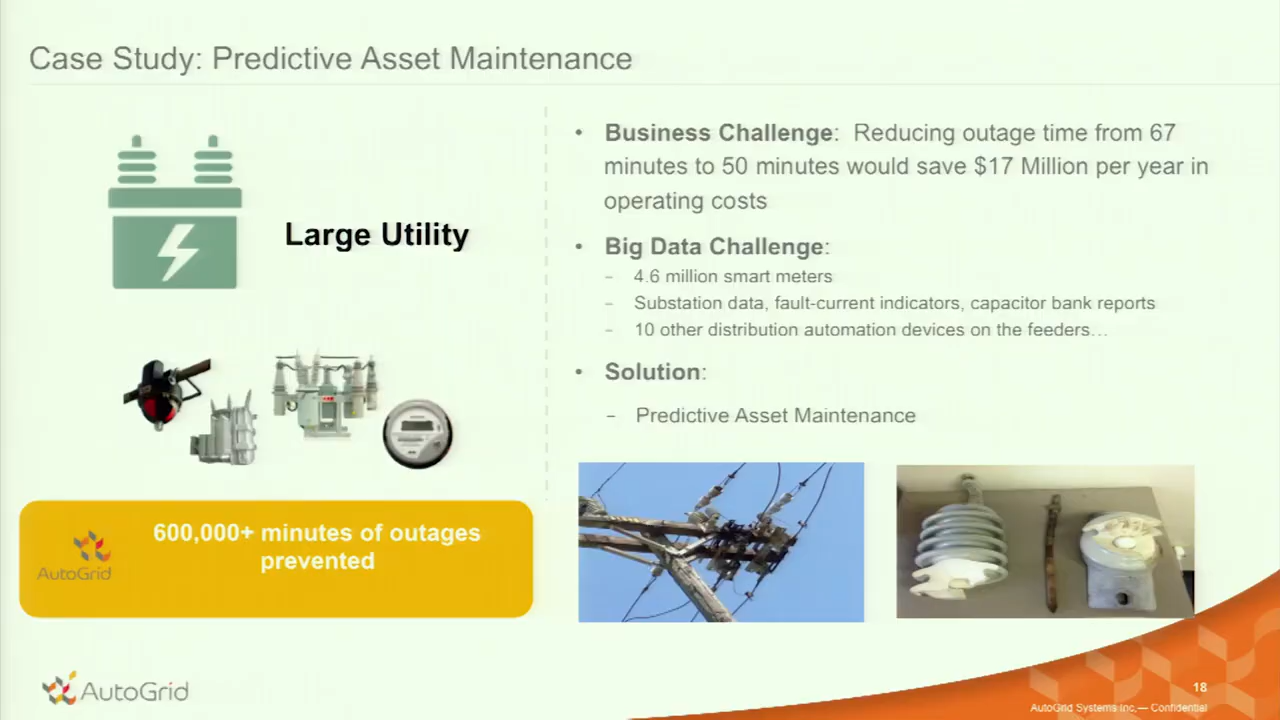 Case Study: Predictive Asset Maintenance
Large Utility
600,000+ minutes of outages
prevented
AutoGrid
• Business Challenge: Reducing outage time from 67
minutes to 50 minutes would save $17 Million per year in
operating costs
• Big Data Challenge:
- 4.6 million smart meters
- Substation data, fault-current indicators, capacitor bank reports
- 10 other distribution automation devices on the feeders…
• Solution:
- Predictive Asset Maintenance
AutoGrid
18
AutoGrid Systems Inc.— Confidential